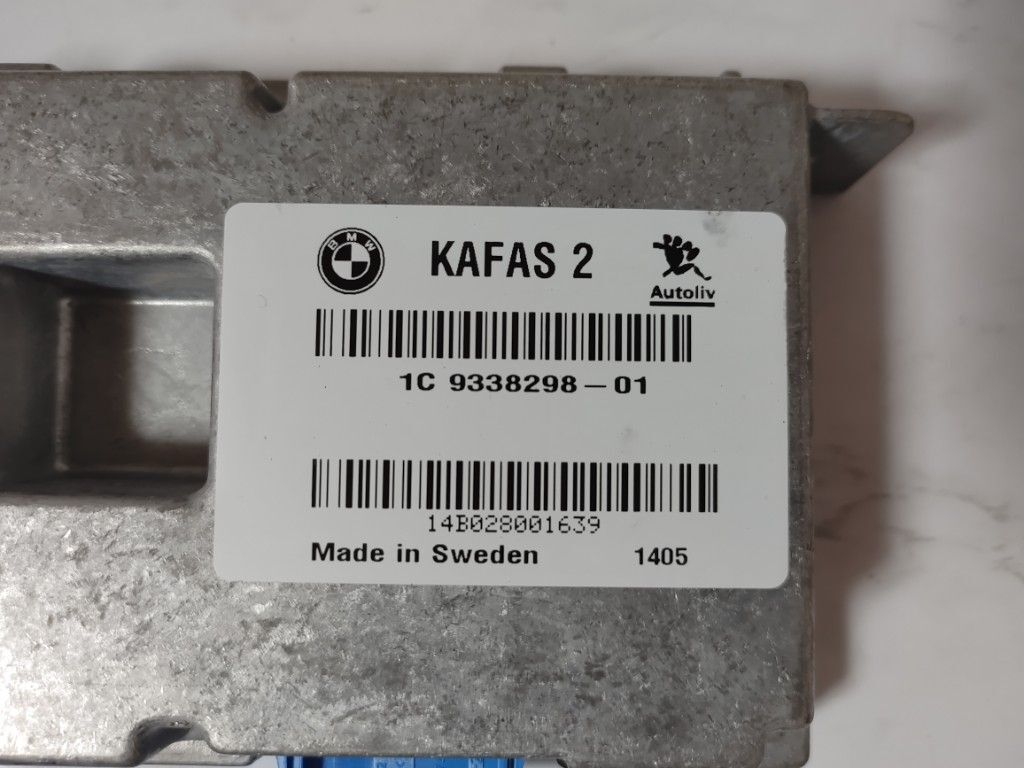 BMW KAFAS 2
Autoliv
1C 9338298-01
14B028001639
Made in Sweden 1405